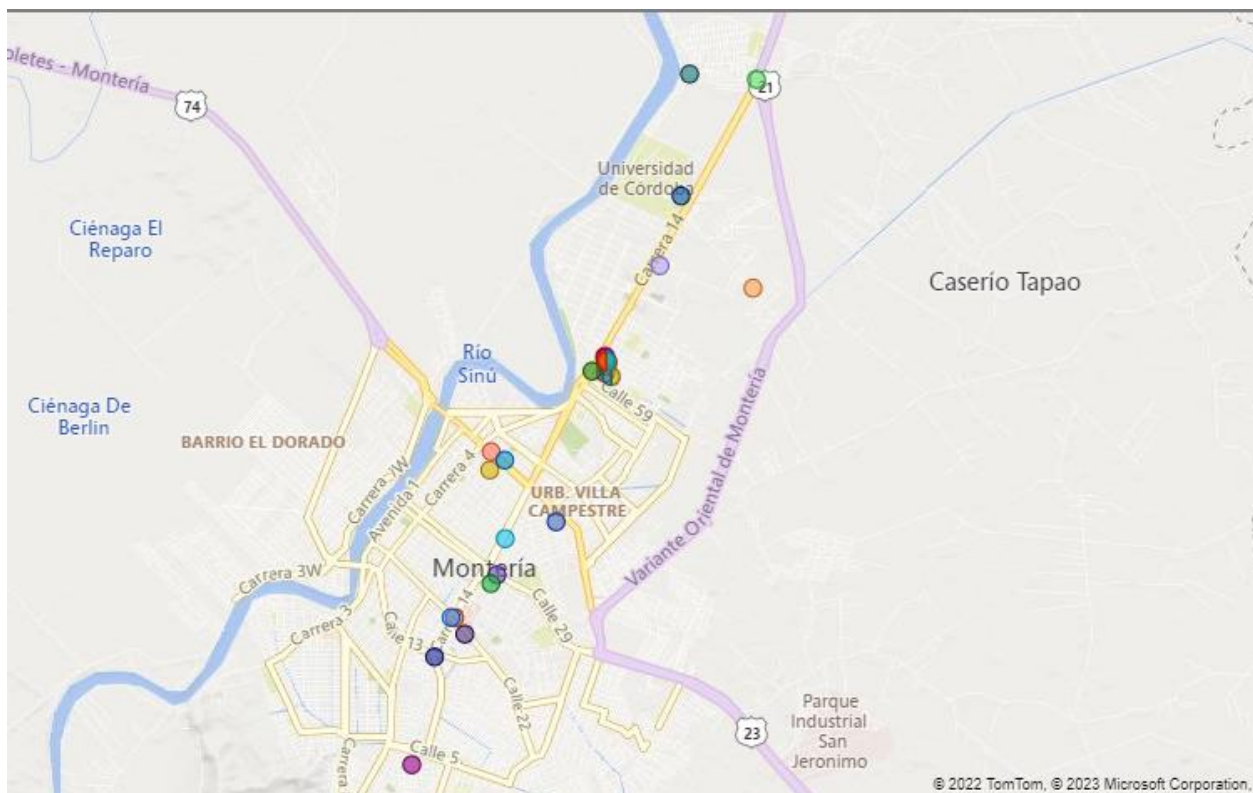 oletes - Montería
74
21
Universidad
de Córdoba
Ciénaga El
Reparo
Carrera 14
Caserío Tapao
Río
Sinú
Ciénaga De
Berlin
Calle 59
BARRIO EL DORADO
Carrera 4
Carrera 7W
Avenida 1
URB. VILLA
CAMPESTRE
Variante Oriental de Montería
Montería
Carrera 3W
Carrera 3
Calle 13
Calle 29
Calle 22
Parque
Industrial
San
Jeronimo
23
Calle 5
Carrera
© 2022 TomTom, © 2023 Microsoft Corporation,